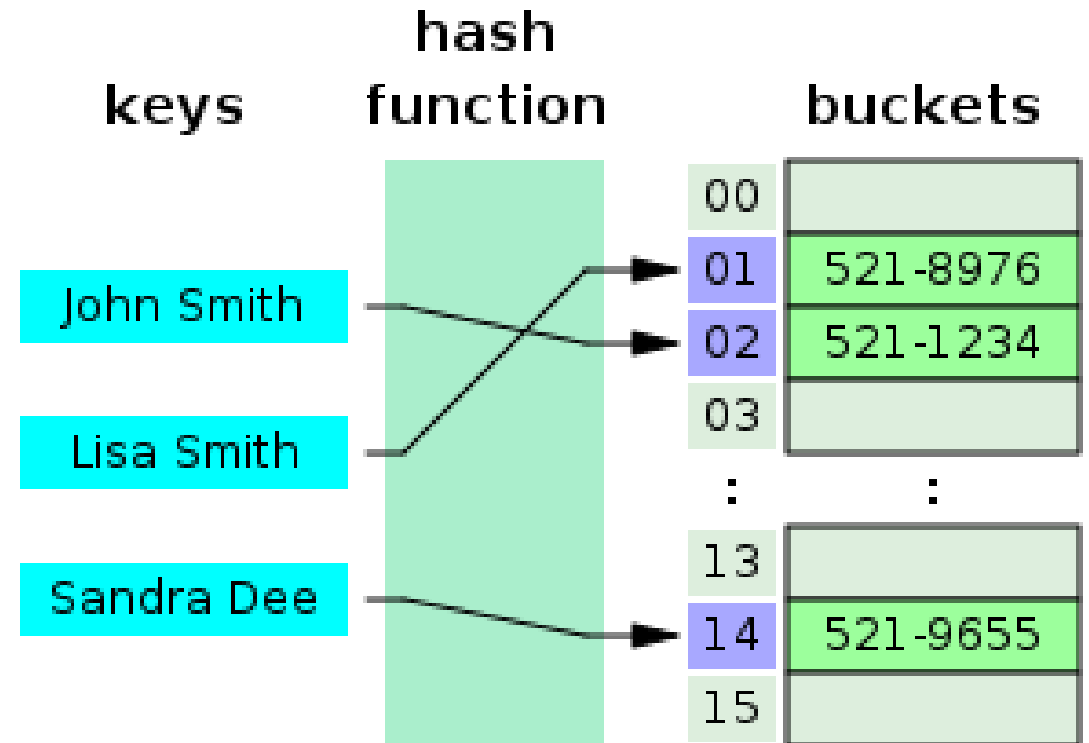 hash
keys function buckets
00
01 521-8976
John Smith
02 521-1234
03
Lisa Smith
: :
13
Sandra Dee
14 521-9655
15